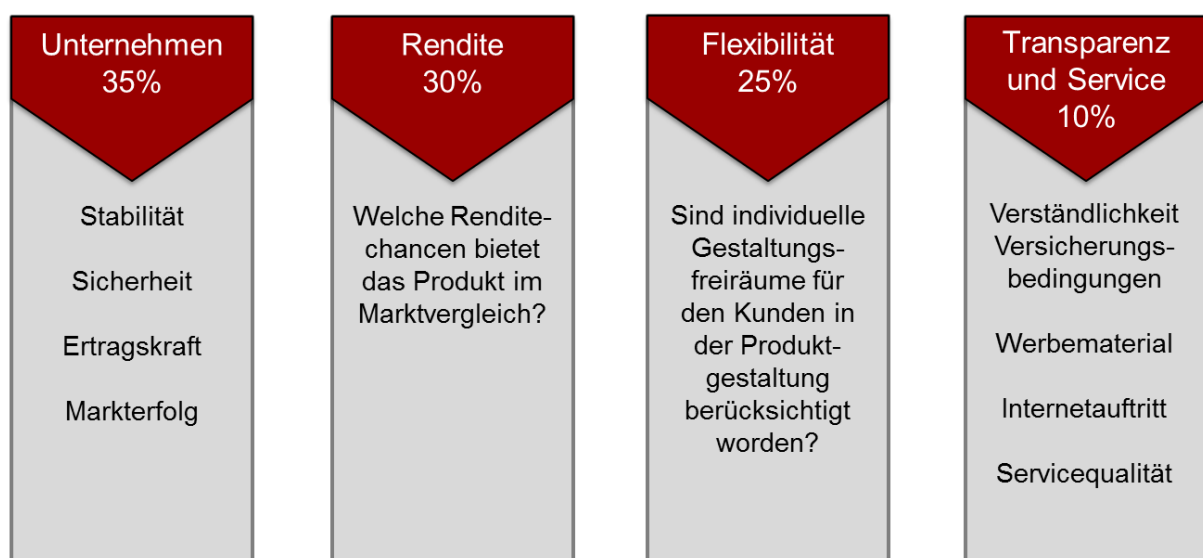 Unternehmen
35%
Stabilität
Sicherheit
Ertragskraft
Markterfolg
Rendite
30%
Welche Rendite-
chancen bietet
das Produkt im
Marktvergleich?
Flexibilität
25%
Sind individuelle
Gestaltungs-
freiräume für
den Kunden in
der Produkt-
gestaltung
berücksichtigt
worden?
Transparenz
und Service
10%
Verständlichkeit
Versicherungs-
bedingungen
Werbematerial
Internetauftritt
Servicequalität